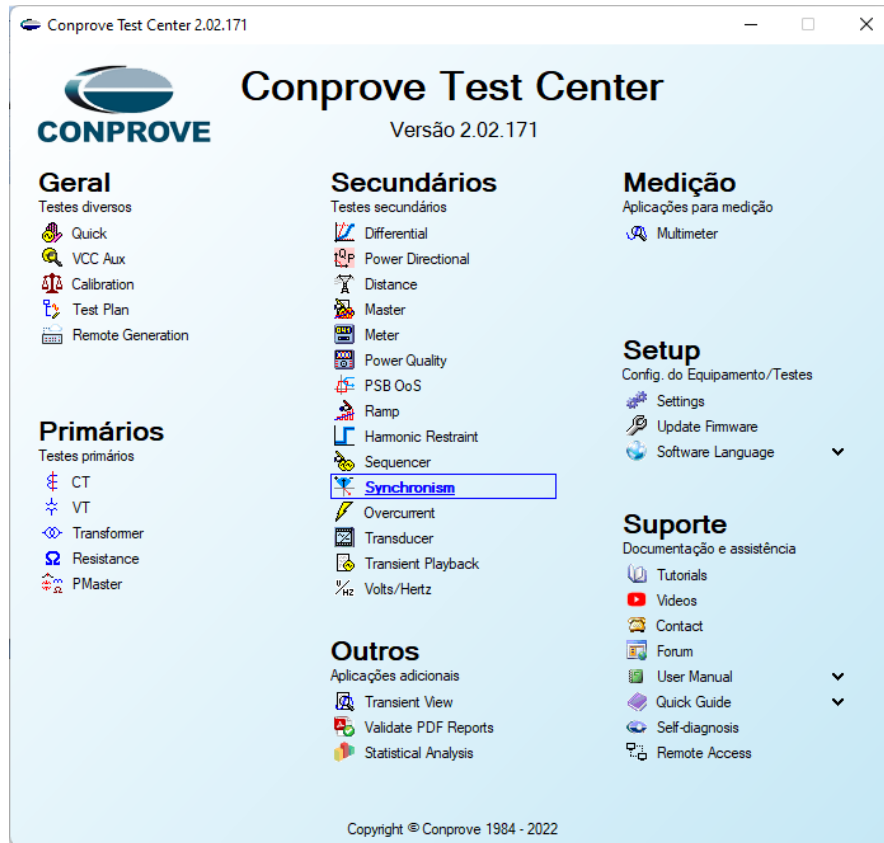 Conprove Test Center 2.02.171
CONPROVE
Conprove Test Center
Versão 2.02.171
Geral
Testes diversos
Quick
VCC Aux
Calibration
Test Plan
Remote Generation
Primários
Testes primários
CT
VT
Transformer
Resistance
PMaster
Secundários
Testes secundários
Differential
Power Directional
Distance
Master
Meter
Power Quality
PSB OoS
Ramp
Harmonic Restraint
Sequencer
Synchronism
Overcurrent
Transducer
Transient Playback
Volts/Hertz
Outros
Aplicações adicionais
Transient View
Validate PDF Reports
Statistical Analysis
Medição
Aplicações para medição
Multimeter
Setup
Config. do Equipamento/Testes
Settings
Update Firmware
Software Language
Suporte
Documentação e assistência
Tutorials
Videos
Contact
Forum
User Manual
Quick Guide
Self-diagnosis
Remote Access
Copyright © Conprove 1984 - 2022